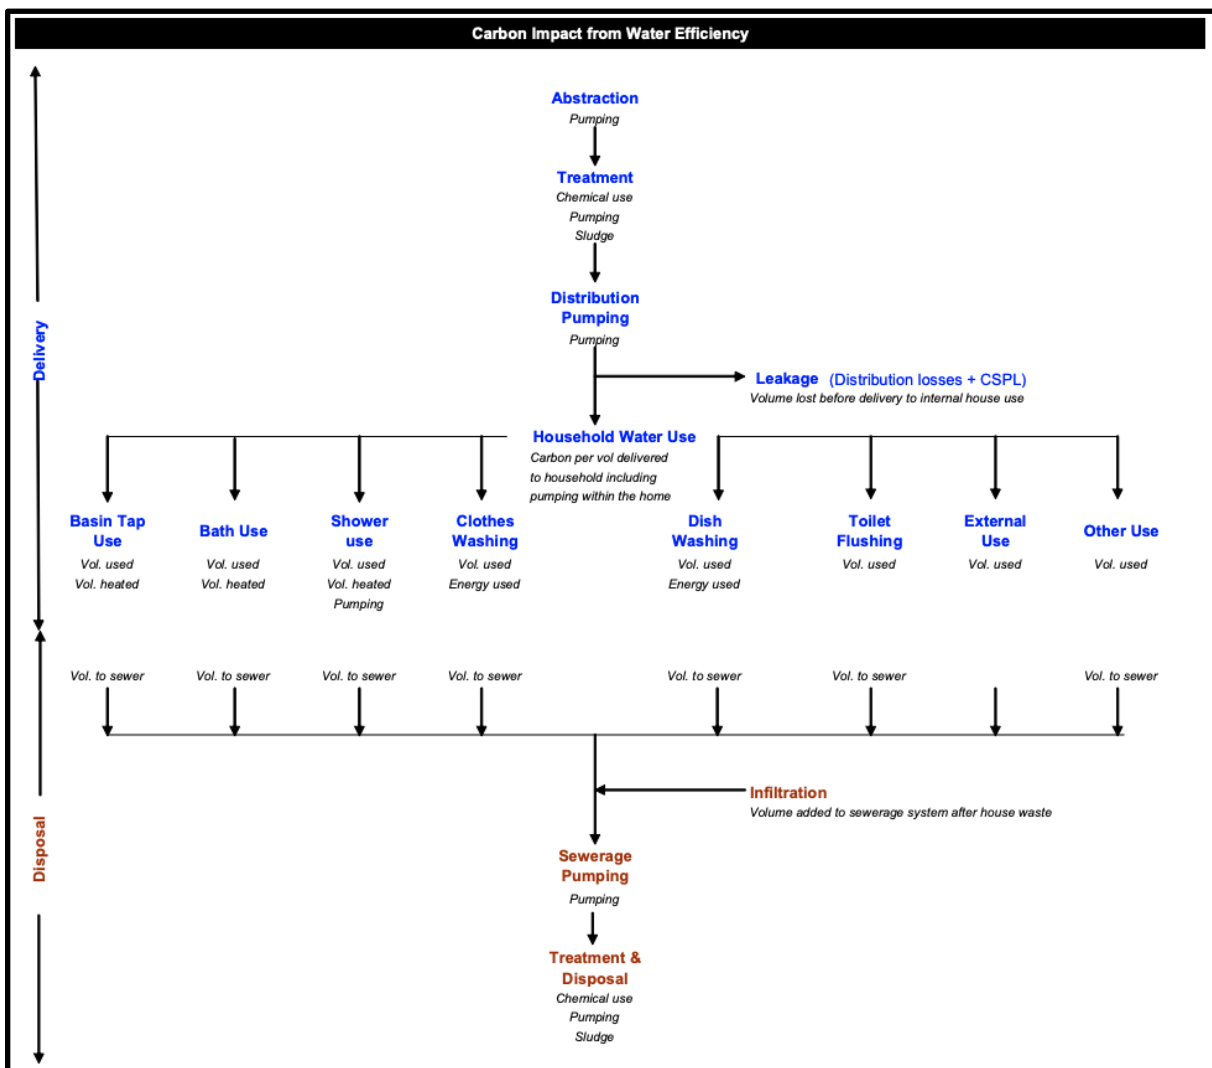 Carbon Impact from Water Efficiency
Abstraction
Pumping
Treatment
Chemical use
Pumping
Sludge
Distribution
Pumping
Pumping
Delivery
Leakage (Distribution losses + CSPL)
Volume lost before delivery to internal house use
Household Water Use
Carbon per vol delivered
to household including
pumping within the home
Basin Tap
Use
Vol. used
Vol. heated
Bath Use
Vol. used
Vol. heated
Shower
use
Vol. used
Vol. heated
Pumping
Clothes
Washing
Vol. used
Energy used
Dish
Washing
Vol. used
Energy used
Toilet
Flushing
Vol. used
External
Use
Vol. used
Other Use
Vol. used
Vol. to sewer
Vol. to sewer
Vol. to sewer
Vol. to sewer
Vol. to sewer
Vol. to sewer
Vol. to sewer
Disposal
Infiltration
Volume added to sewerage system after house waste
Sewerage
Pumping
Pumping
Treatment &
Disposal
Chemical use
Pumping
Sludge